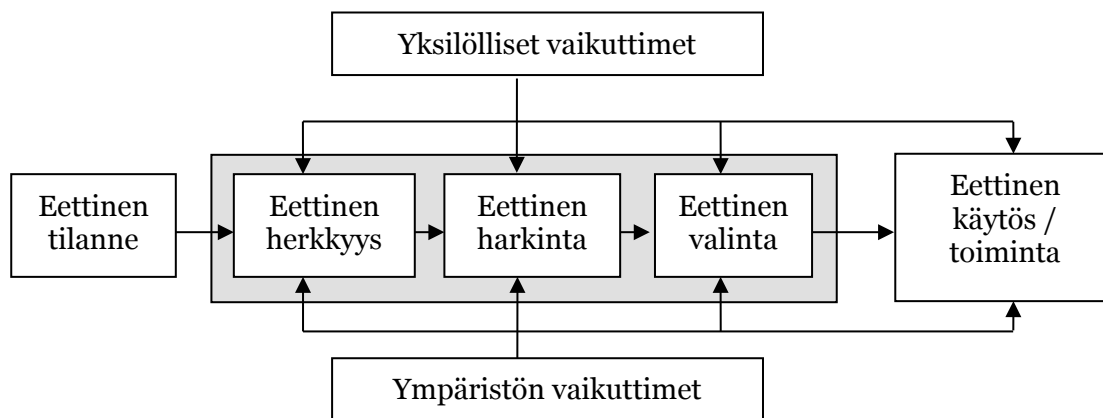 Yksilölliset vaikuttimet
Eettinen
tilanne
Eettinen
herkkyys
Eettinen
harkinta
Eettinen
valinta
Eettinen
käytös /
toiminta
Ympäristön vaikuttimet